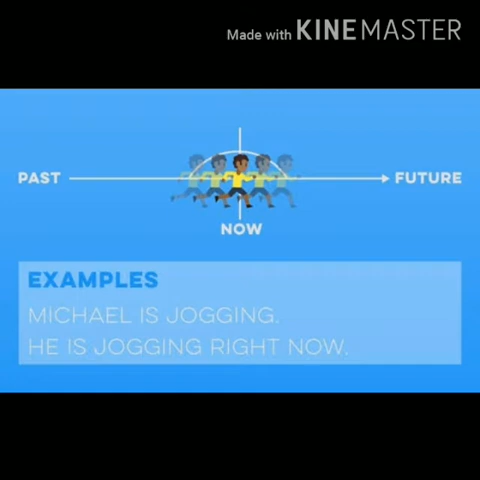 Made with KINEMASTER
PAST
FUTURE
NOW
EXAMPLES
MICHAEL IS JOGGING.
HE IS JOGGING RIGHT NOW.